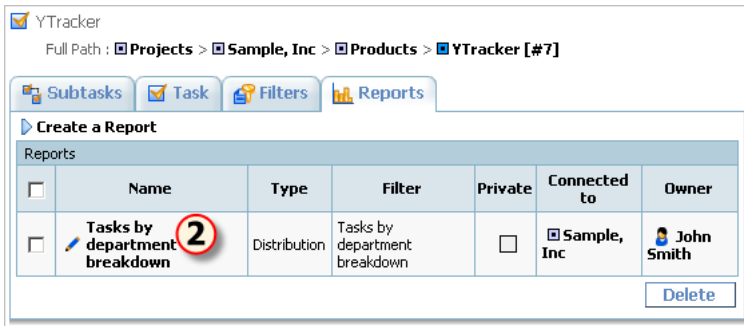 YTracker
Full Path : Projects > Sample, Inc > Products > YTracker [#7]
Subtasks Task Filters Reports
Create a Report
Reports
Name Type Filter Private Connected to Owner
Tasks by department breakdown 2 Distribution Tasks by department breakdown Sample, Inc John Smith
Delete